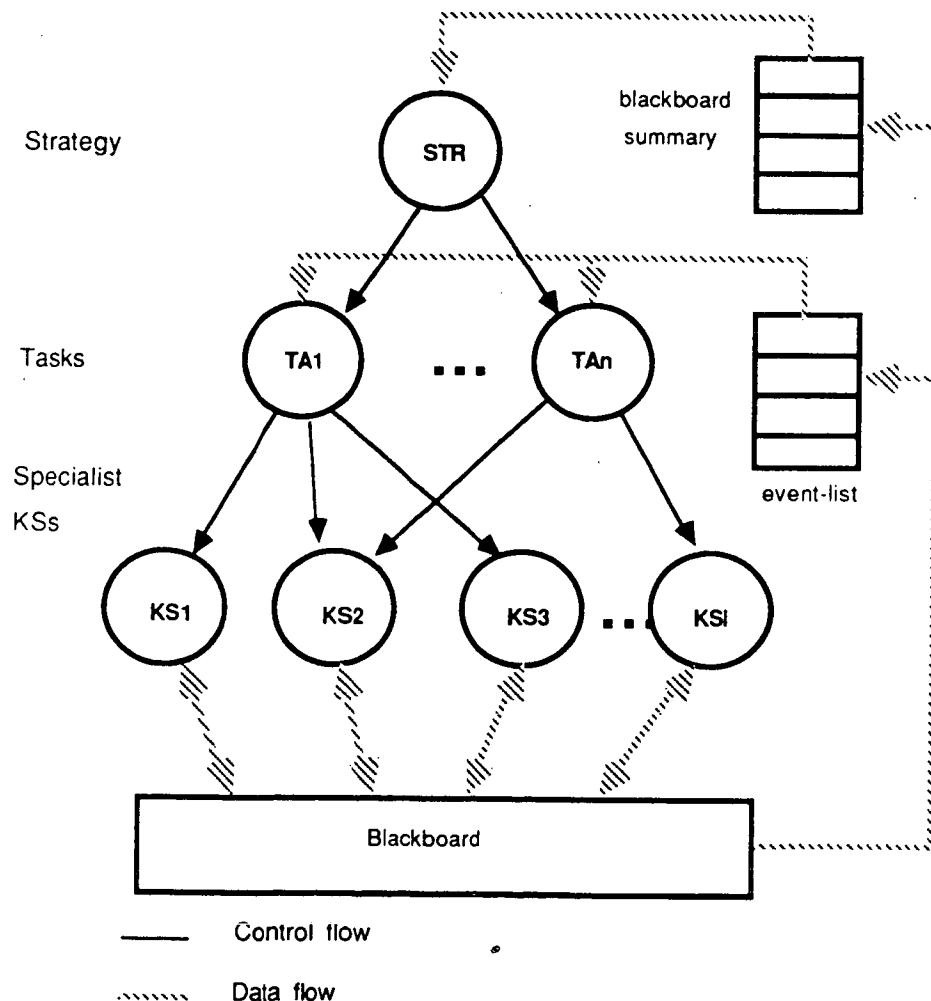 blackboard
summary
Strategy
STR
Tasks
TA1
...
TAn
event-list
Specialist
KSs
KS1
KS2
KS3
...
KSi
Blackboard
Control flow
Data flow